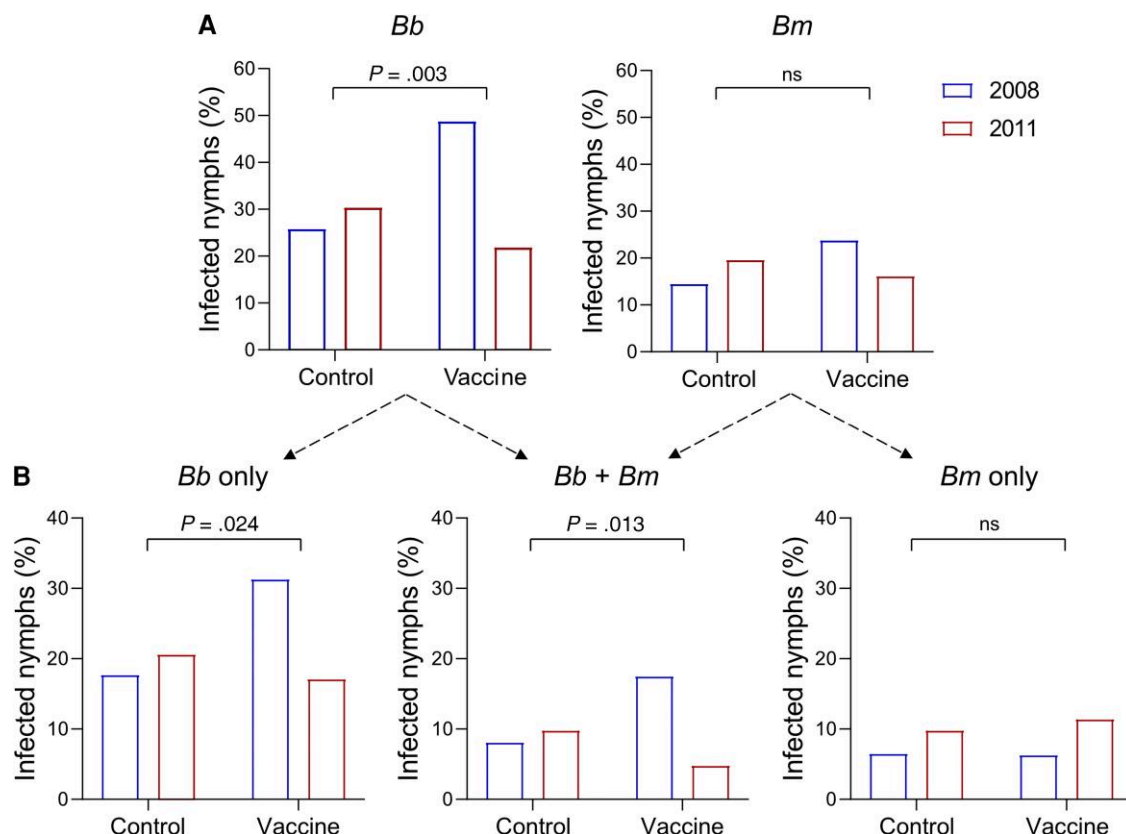 A
Bb
Bm
P = .003
ns
2008
2011
Infected nymphs (%)
60
50
40
30
20
10
0
Control
Vaccine
Infected nymphs (%)
60
50
40
30
20
10
0
Control
Vaccine
B
Bb only
Bb + Bm
Bm only
P = .024
P = .013
ns
Infected nymphs (%)
40
30
20
10
0
Control
Vaccine
Infected nymphs (%)
40
30
20
10
0
Control
Vaccine
Infected nymphs (%)
40
30
20
10
0
Control
Vaccine